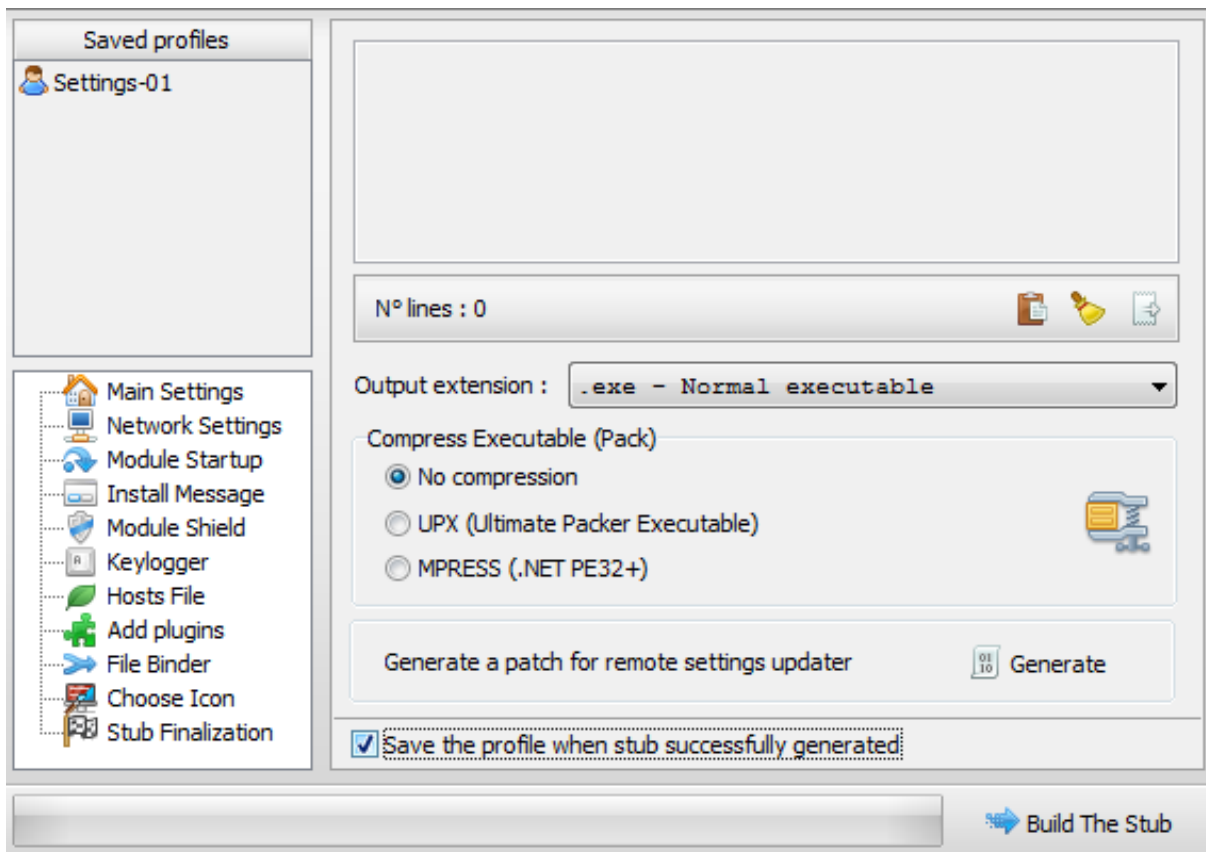 Saved profiles
Settings-01
Main Settings
Network Settings
Module Startup
Install Message
Module Shield
Keylogger
Hosts File
Add plugins
File Binder
Choose Icon
Stub Finalization
N° lines : 0
Output extension :
.exe - Normal executable
Compress Executable (Pack)
No compression
UPX (Ultimate Packer Executable)
MPRESS (.NET PE32+)
Generate a patch for remote settings updater
01
10
Generate
Save the profile when stub successfully generated
Build The Stub